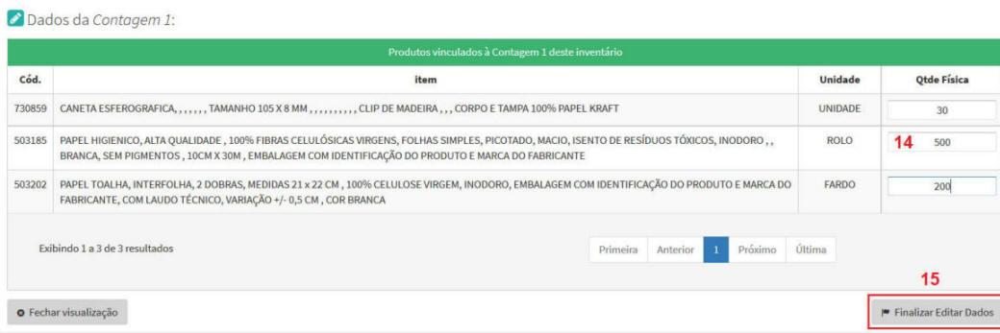 Dados da Contagem 1:
Produtos vinculados à Contagem 1 deste inventário
Cód. item Unidade Qtde Física
730859 CANETA ESFEROGRAFICA, , , , , , , TAMANHO 105 X 8 MM , , , , , , , , , , CLIP DE MADEIRA , , , CORPO E TAMPA 100% PAPEL KRAFT UNIDADE 30
503185 PAPEL HIGIENICO, ALTA QUALIDADE , 100% FIBRAS CELULÓSICAS VIRGENS, FOLHAS SIMPLES, PICOTADO, MACIO, ISENTO DE RESÍDUOS TÓXICOS, INODORO , , ROLO 14 500
BRANCA, SEM PIGMENTOS , 10CM X 30M , EMBALAGEM COM IDENTIFICAÇÃO DO PRODUTO E MARCA DO FABRICANTE
503202 PAPEL TOALHA, INTERFOLHA, 2 DOBRAS, MEDIDAS 21 x 22 CM , 100% CELULOSE VIRGEM, INODORO, EMBALAGEM COM IDENTIFICAÇÃO DO PRODUTO E MARCA DO FARDO 200
FABRICANTE, COM LAUDO TÉCNICO, VARIAÇÃO +/- 0,5 CM , COR BRANCA
Exibindo 1 a 3 de 3 resultados Primeira Anterior 1 Próximo Última
15
Fechar visualização Finalizar Editar Dados